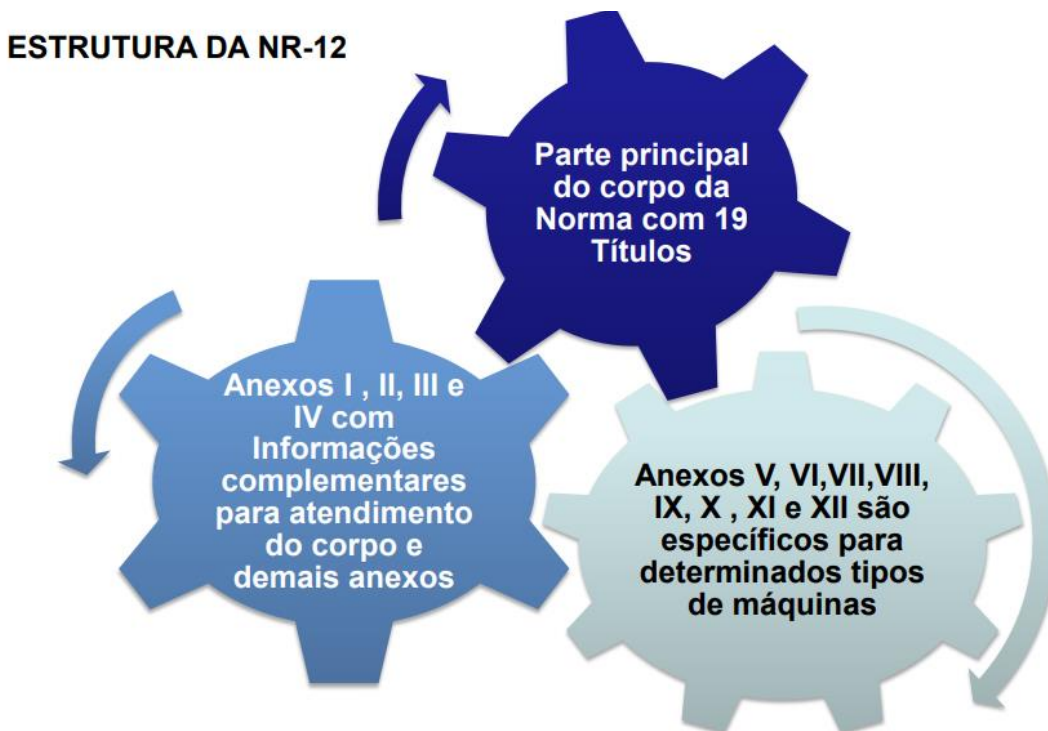 ESTRUTURA DA NR-12
Parte principal
do corpo da
Norma com 19
Títulos
Anexos I , II, III e
IV com
Informações
complementares
para atendimento
do corpo e
demais anexos
Anexos V, VI,VII,VIII,
IX, X , XI e XII são
específicos para
determinados tipos
de máquinas